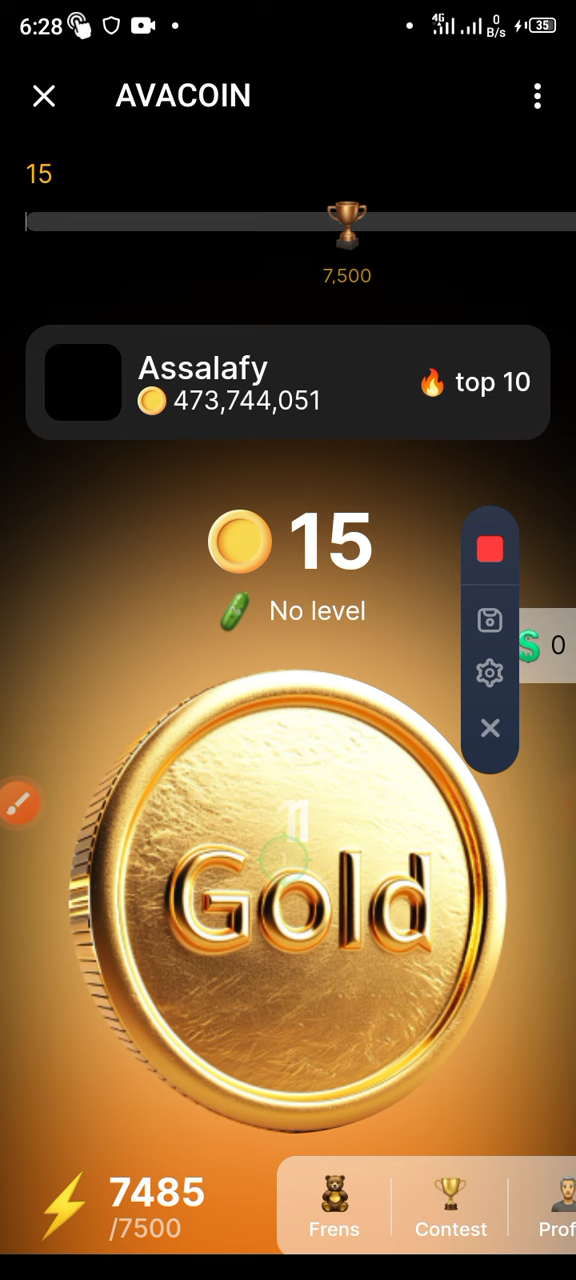 6:28
4G
0
B/s
35
AVACOIN
15
7,500
Assalafy
473,744,051
top 10
15
No level
$ 0
Gold
7485
/7500
Frens
Contest
Prof